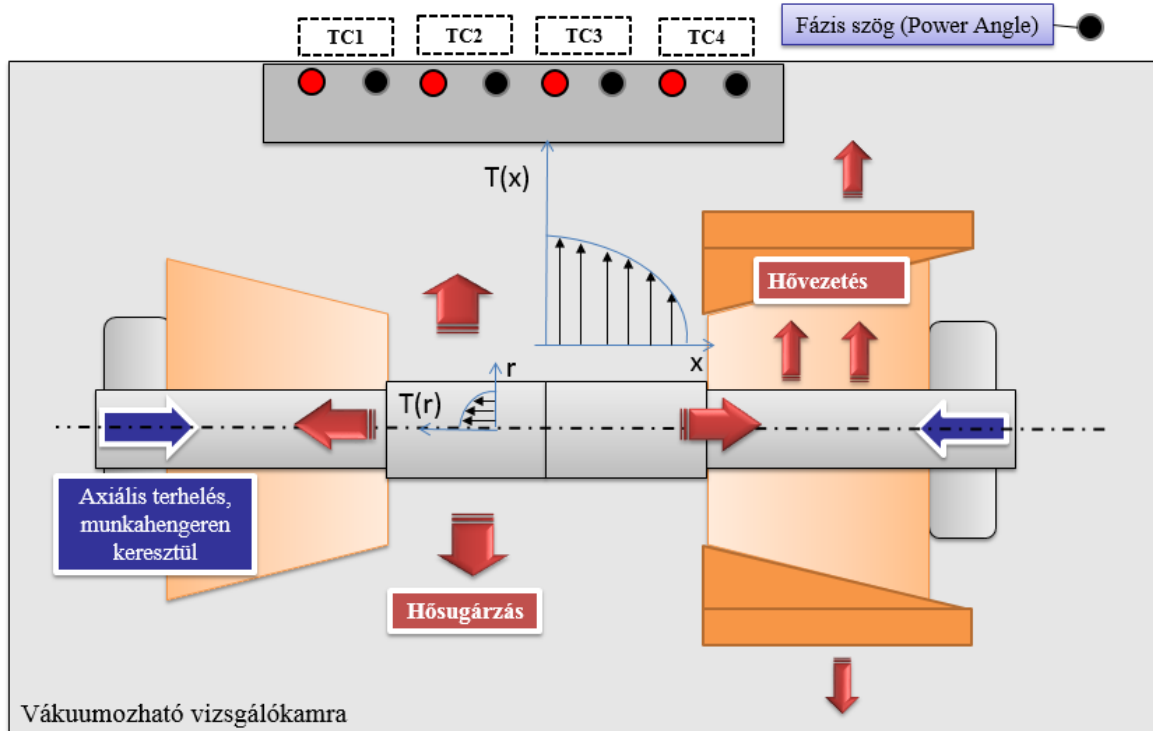 TC1
TC2
TC3
TC4
Fázis szög (Power Angle)
T(x)
Hővezetés
x
r
T(r)
Axiális terhelés,
munkahengeren
keresztül
Hősugárzás
Vákuumozható vizsgálókamra